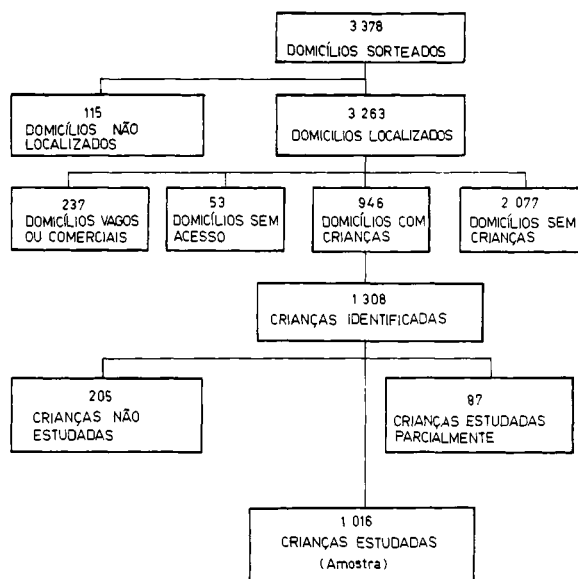 3 378
DOMICÍLIOS SORTEADOS
115
DOMICÍLIOS NÃO
LOCALIZADOS
3 263
DOMICILIOS LOCALIZADOS
237
DOMICÍLIOS VAGOS
OU COMERCIAIS
53
DOMICÍLIOS SEM
ACESSO
946
DOMICÍLIOS COM
CRIANÇAS
2 077
DOMICÍLIOS SEM
CRIANÇAS
1 308
CRIANÇAS IDENTIFICADAS
205
CRIANÇAS NÃO
ESTUDADAS
87
CRIANÇAS ESTUDADAS
PARCIALMENTE
1 016
CRIANÇAS ESTUDADAS
(Amostra)